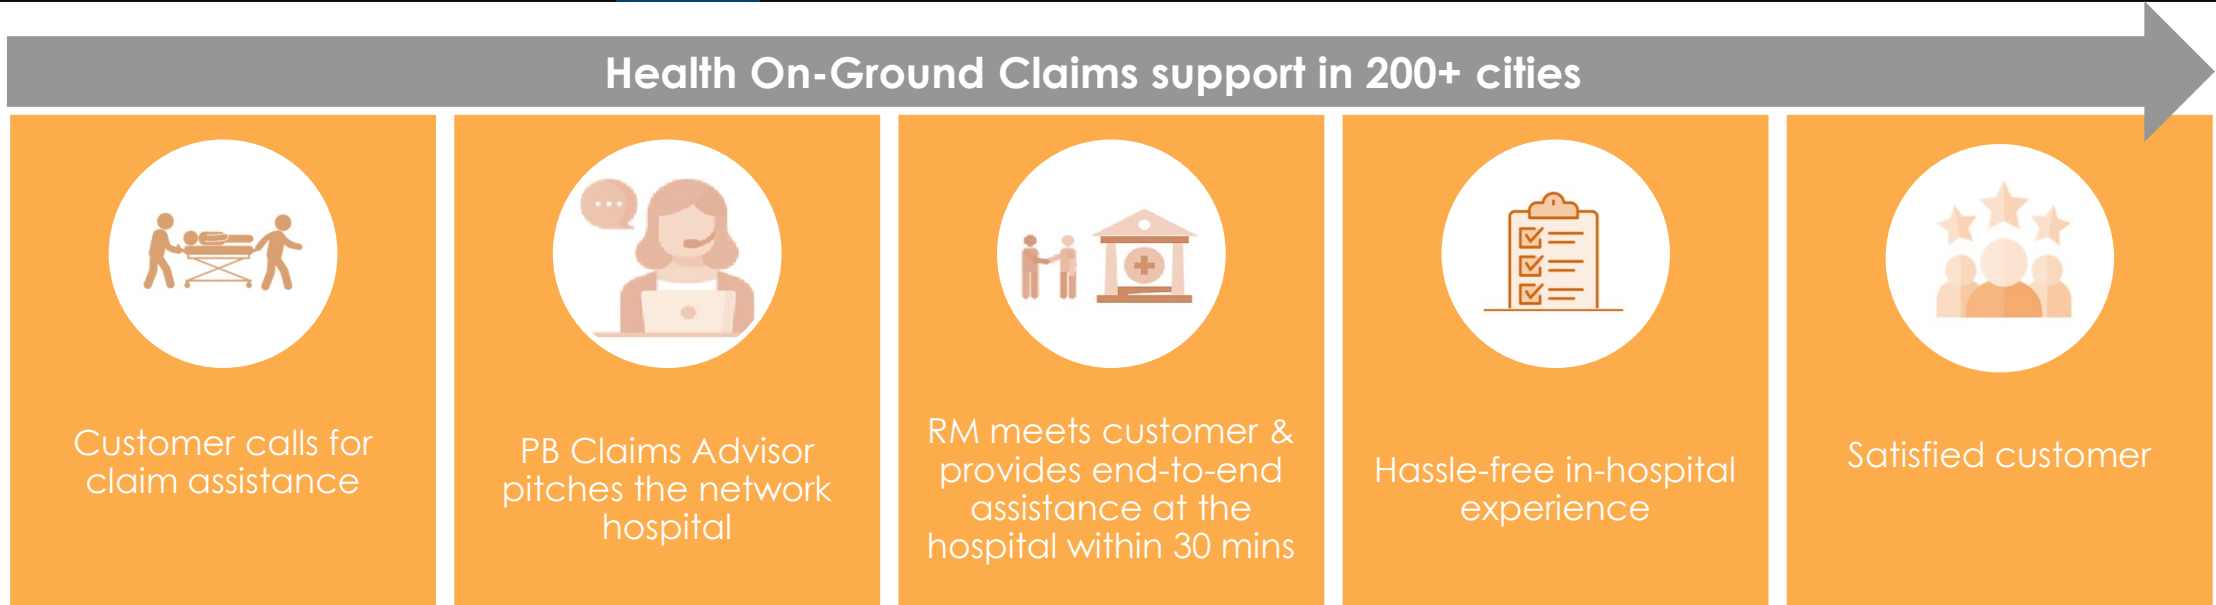 Health On-Ground Claims support in 200+ cities
Customer calls for
claim assistance
PB Claims Advisor
pitches the network
hospital
RM meets customer &
provides end-to-end
assistance at the
hospital within 30 mins
Hassle-free in-hospital
experience
Satisfied customer